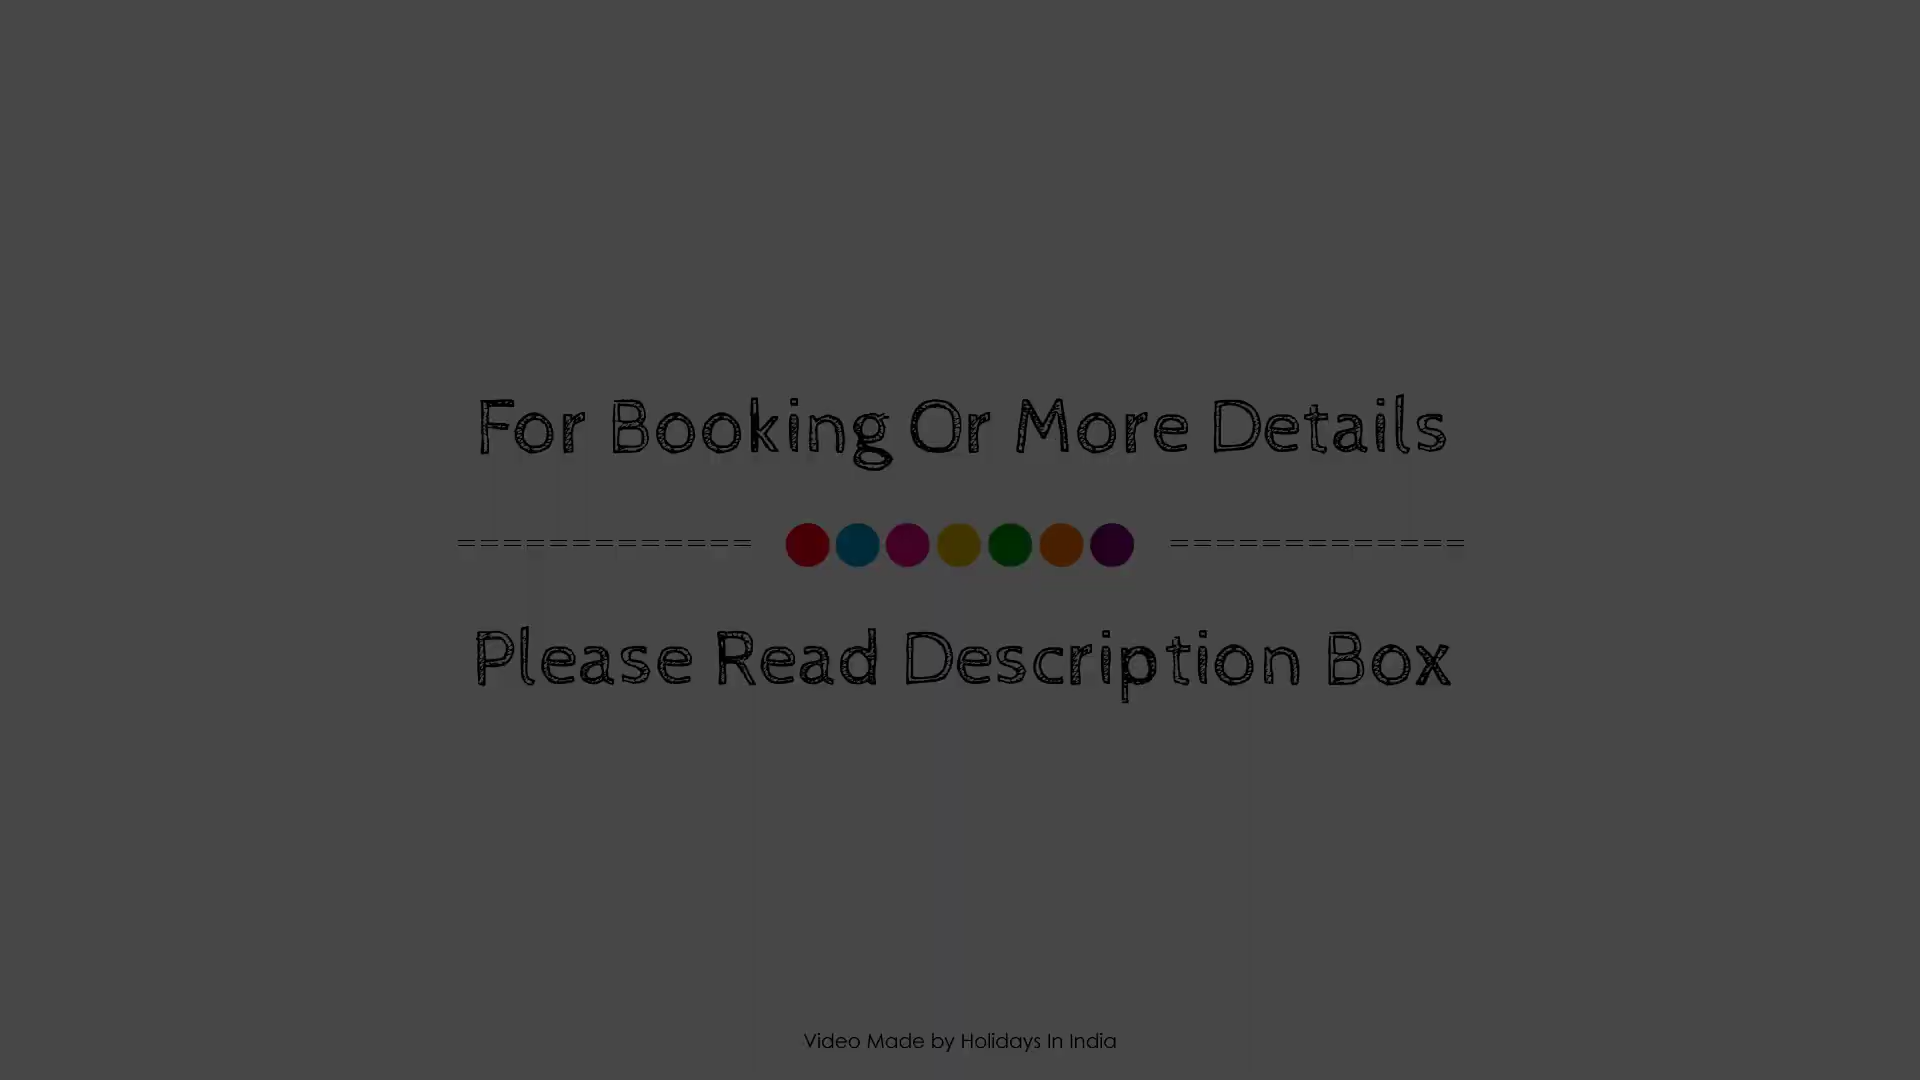 For Booking Or More Details
============= =============
Please Read Description Box
Video Made by Holidays In India